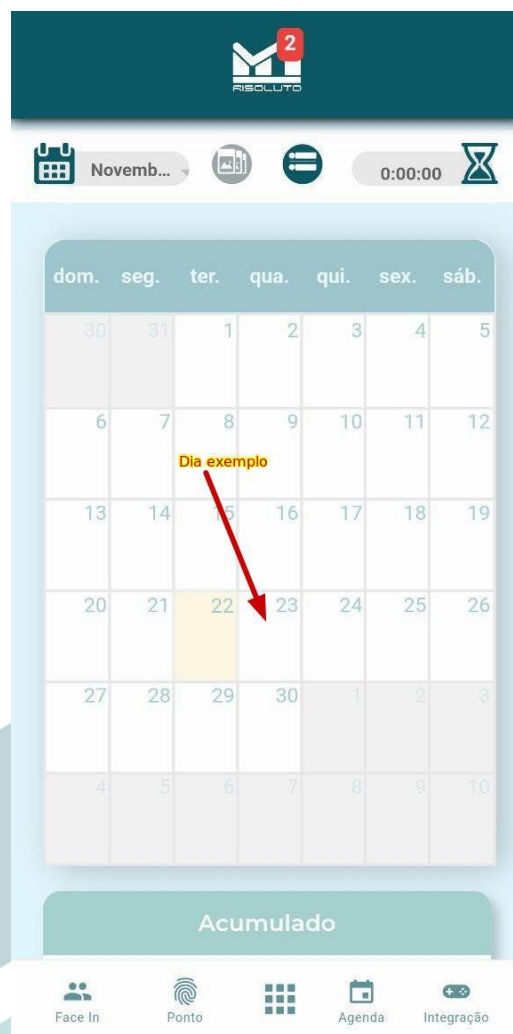 2
RISOLUTO
Novemb...
0:00:00
dom. seg. ter. qua. qui. sex. sáb.
30 31 1 2 3 4 5
6 7 8 9 10 11 12
Dia exemplo
13 14 15 16 17 18 19
20 21 22 23 24 25 26
27 28 29 30 1 2 3
4 5 6 7 8 9 10
Acumulado
Face In Ponto Agenda Integração